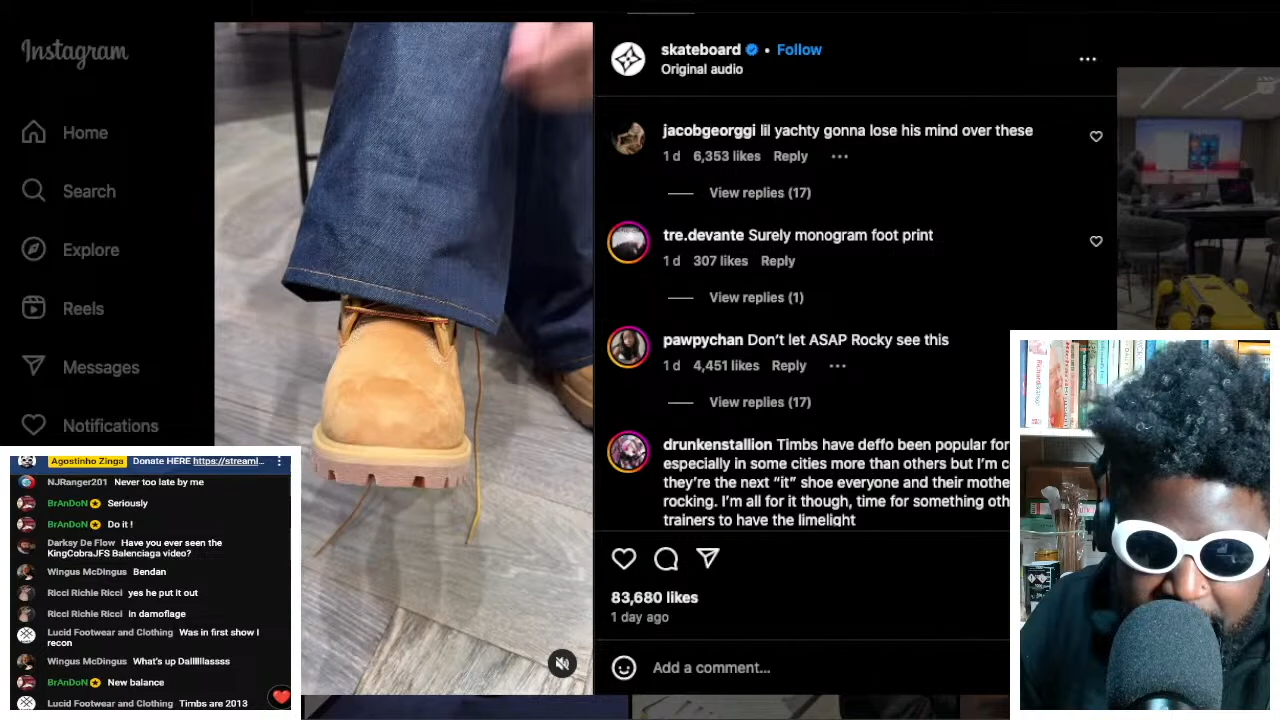 Instagram
Home
Search
Explore
Reels
Messages
Notifications
skateboard • Follow
Original audio
jacobgeorggi lil yachty gonna lose his mind over these
1 d 6,353 likes Reply
View replies (17)
tre.devante Surely monogram foot print
1 d 307 likes Reply
View replies (1)
pawpychan Don't let ASAP Rocky see this
1 d 4,451 likes Reply
View replies (17)
drunkenstallion Timbs have deffo been popular for
especially in some cities more than others but I'm c
they're the next "it" shoe everyone and their mothe
rocking. I'm all for it though, time for something oth
trainers to have the limelight
83,680 likes
1 day ago
Add a comment...
Agostinho Zinga Donate HERE https://streaml...
NJRanger201 Never too late by me
BrAnDoN Seriously
BrAnDoN Do it !
Darksy De Flow Have you ever seen the
KingCobraJFS Balenciaga video?
Wingus McDingus Bendan
Ricci Richie Ricci yes he put it out
Ricci Richie Ricci in damoflage
Lucid Footwear and Clothing Was in first show I
recon
Wingus McDingus What's up Dalllllassss
BrAnDoN New balance
Lucid Footwear and Clothing Timbs are 2013